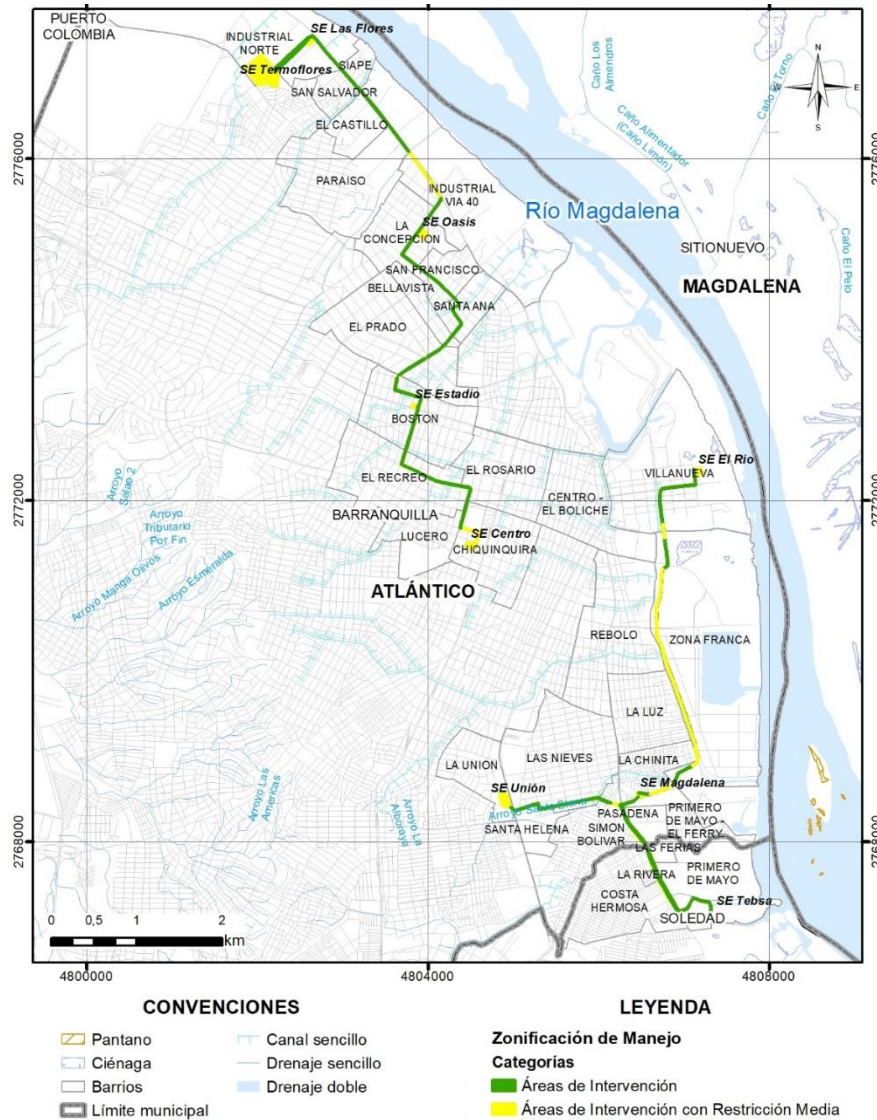 PUERTO
COLOMBIA
INDUSTRIAL
NORTE
SE Las Flores
SIAPE
SE Termoflores
SAN SALVADOR
EL CASTILLO
PARAISO
INDUSTRIAL
VIA 40
LA
CONCEPCION
SE Oasis
SAN FRANCISCO
BELLAVISTA
SANTA ANA
EL PRADO
SE Estadio
BOSTON
EL RECREO
EL ROSARIO
BARRANQUILLA
LUCERO
SE Centro
CHIQUINQUIRA
ATLÁNTICO
CENTRO -
EL BOLICHE
VILLANUEVA
SE El Río
REBOLO
ZONA FRANCA
LA LUZ
LA UNION
LAS NIEVES
LA CHINITA
SE Unión
SE Magdalena
Arroyo Santa Elena
SANTA HELENA
PASADENA
SIMON
BOLIVAR
PRIMERO
DE MAYO -
EL FERRY
LAS FERIAS
LA RIVERA
PRIMERO
DE MAYO
COSTA
HERMOSA
SE Tebsa
SOLEDAD
Río Magdalena
SITIONUEVO
MAGDALENA
Caño Los
Almendros
Caño Alimentador
(Caño Limón)
Caño El Torno
Caño El Pelo
Arroyo
Salao 2
Arroyo
Tributario
Por Fin
Arroyo Manga Olivos
Arroyo Esmeralda
Arroyo Las
Americas
Arroyo La
Alboraya
N
W
E
S
2776000
2772000
2768000
2776000
2772000
2768000
0 0,5 1 2
km
4800000 4804000 4808000
CONVENCIONES
Pantano
Ciénaga
Barrios
Límite municipal
Canal sencillo
Drenaje sencillo
Drenaje doble
LEYENDA
Zonificación de Manejo
Categorías
Áreas de Intervención
Áreas de Intervención con Restricción Media